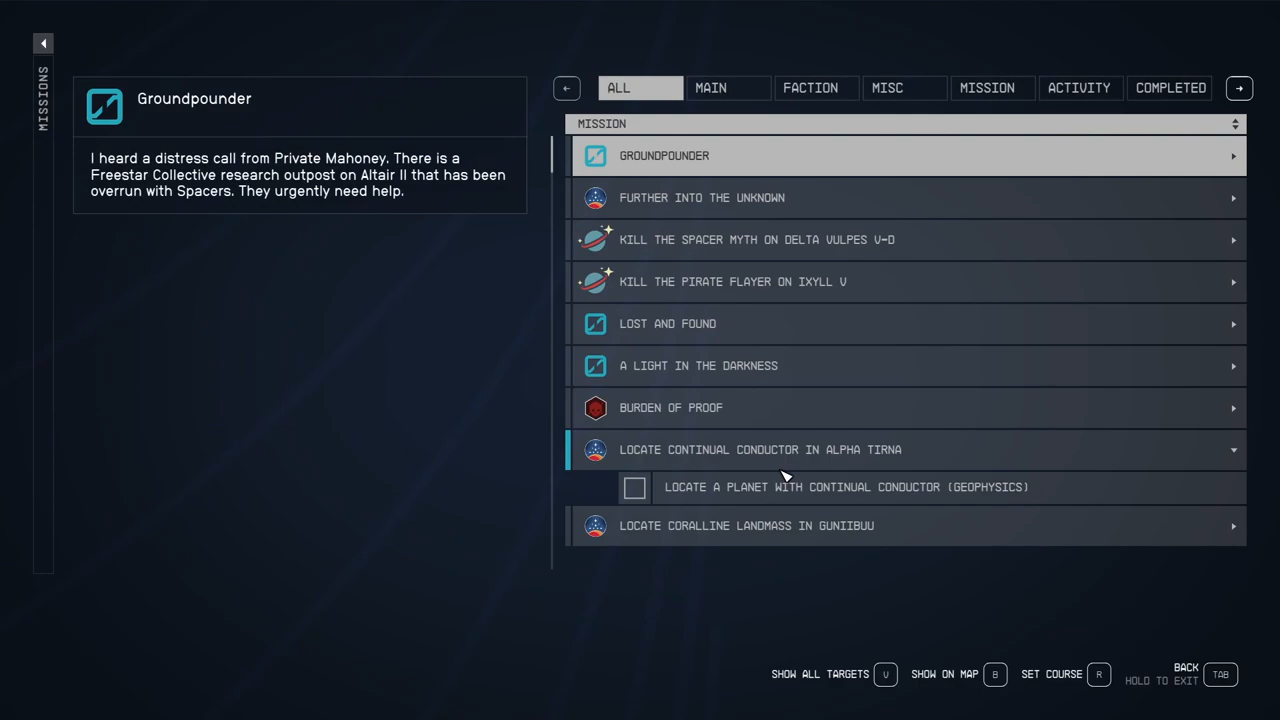 MISSIONS
Groundpounder
I heard a distress call from Private Mahoney. There is a
Freestar Collective research outpost on Altair II that has been
overrun with Spacers. They urgently need help.
ALL
MAIN
FACTION
MISC
MISSION
ACTIVITY
COMPLETED
MISSION
GROUNDPOUNDER
FURTHER INTO THE UNKNOWN
KILL THE SPACER MYTH ON DELTA VULPES V-D
KILL THE PIRATE FLAYER ON IXYLL V
LOST AND FOUND
A LIGHT IN THE DARKNESS
BURDEN OF PROOF
LOCATE CONTINUAL CONDUCTOR IN ALPHA TIRNA
LOCATE A PLANET WITH CONTINUAL CONDUCTOR (GEOPHYSICS)
LOCATE CORALLINE LANDMASS IN GUNIIBUU
SHOW ALL TARGETS V
SHOW ON MAP B
SET COURSE R
BACK
HOLD TO EXIT
TAB